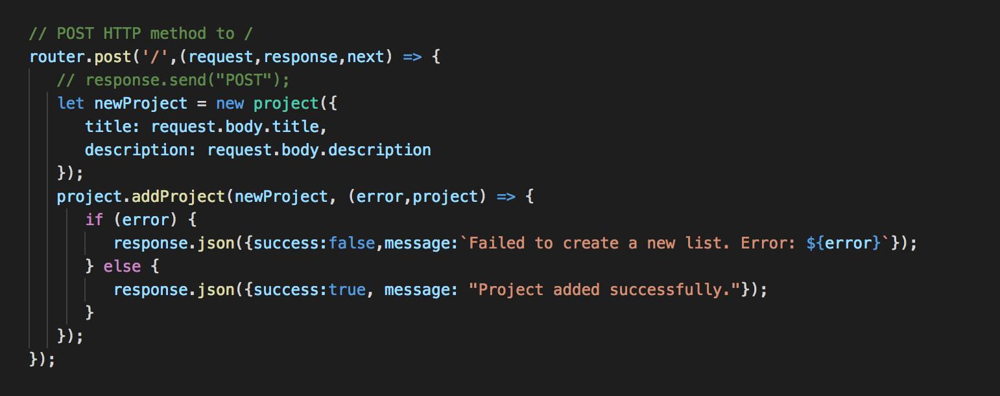 // POST HTTP method to /
router.post('/',(request,response,next) => {
// response.send("POST");
let newProject = new project({
title: request.body.title,
description: request.body.description
});
project.addProject(newProject, (error,project) => {
if (error) {
response.json({success:false,message:`Failed to create a new list. Error: ${error}`});
} else {
response.json({success:true, message: "Project added successfully."});
}
});
});